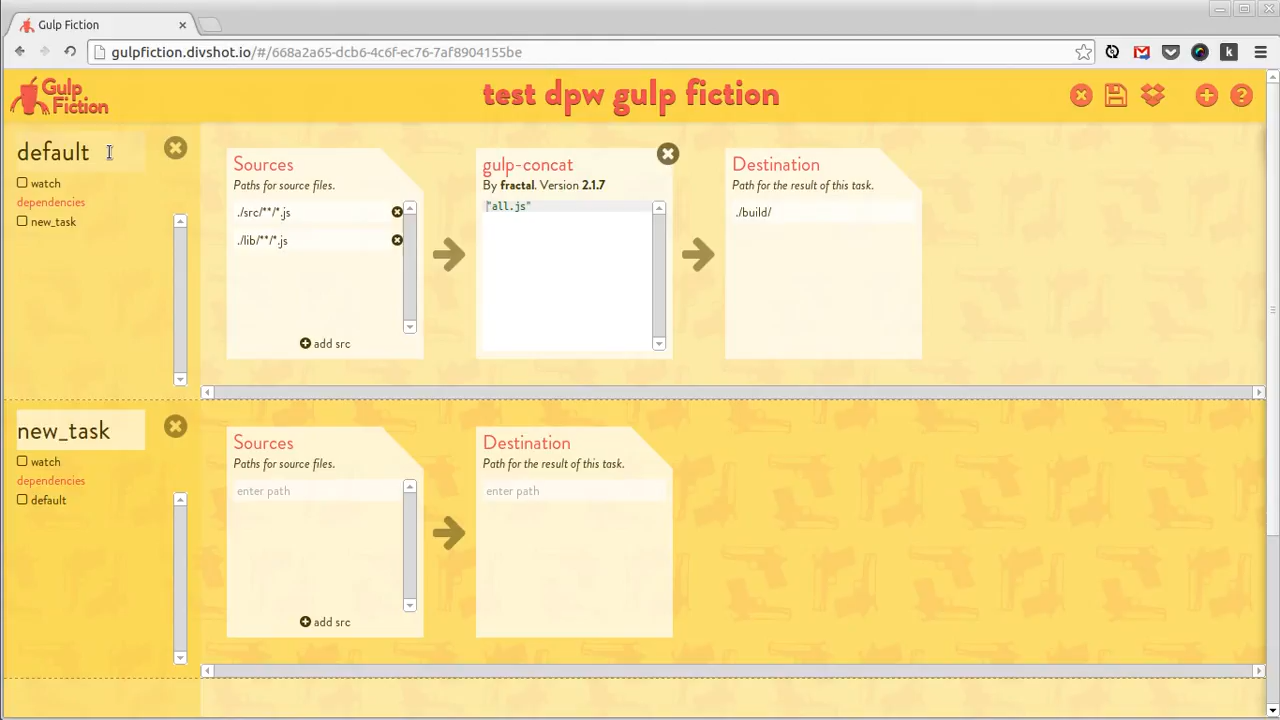 Gulp Fiction
gulpfiction.divshot.io/#/668a2a65-dcb6-4c6f-ec76-7af8904155be
k
Gulp
Fiction
test dpw gulp fiction
default
watch
dependencies
new_task
Sources
Paths for source files.
./src/**/*.js
./lib/**/*.js
add src
gulp-concat
By fractal. Version 2.1.7
"all.js"
Destination
Path for the result of this task.
./build/
new_task
watch
dependencies
default
Sources
Paths for source files.
enter path
add src
Destination
Path for the result of this task.
enter path